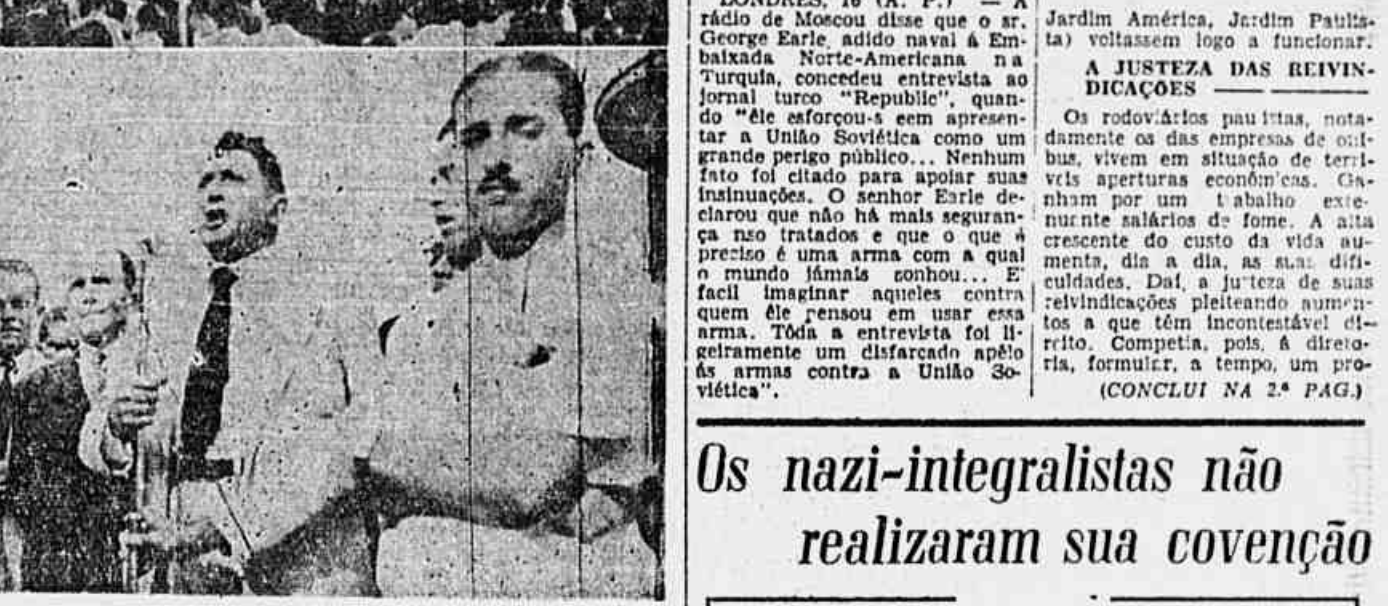 LONDRES, 16 (A. P.) — A
rádio de Moscou disse que o sr.
George Earle, adido naval á Em-
baixada Norte-Americana na
Turquia, concedeu entrevista ao
jornal turco "Republic", quan-
do "êle esforçou-s eem apresen-
tar a União Soviética como um
grande perigo público... Nenhum
fato foi citado para apoiar suas
insinuações. O senhor Earle de-
clarou que não há mais seguran-
ça nso tratados e que o que é
preciso é uma arma com a qual
o mundo jámais sonhou... E'
facil imaginar aqueles contra
quem êle pensou em usar essa
arma. Tôda a entrevista foi li-
geiramente um disfarcado apêlo
ás armas contra a União So-
viética".
Jardim América, Jardim Paulis-
ta) voltassem logo a funcionar.
A JUSTEZA DAS REIVIN-
DICAÇÕES
Os rodoviários paulistas, nota-
damente os das empresas de oni-
bus, vivem em situação de terri-
veis aperturas econômicas. Ga-
nham por um trabalho exte-
nuente salários de fome. A alta
crescente do custo da vida au-
menta, dia a dia, as suas difi-
culdades. Daí, a justeza de suas
reivindicações pleiteando aumen-
tos a que têm incontestável di-
reito. Competia, pois, á direto-
ria, formular, a tempo, um pro-
(CONCLUI NA 2.ª PAG.)
Os nazi-integralistas não
realizaram sua covenção